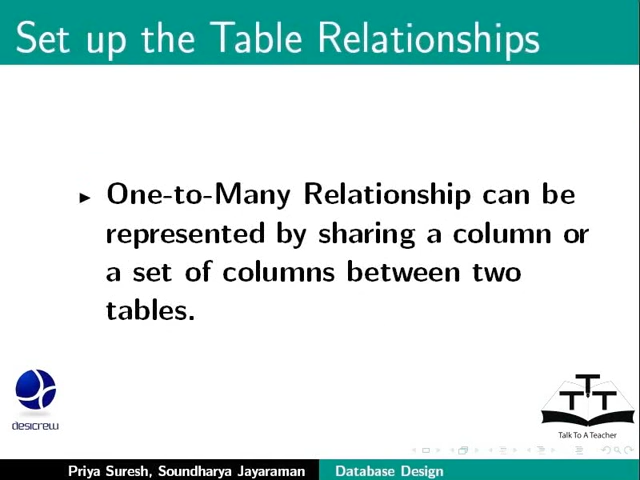 Set up the Table Relationships
One-to-Many Relationship can be
represented by sharing a column or
a set of columns between two
tables.
desicrew
T T T
Talk To A Teacher
Priya Suresh, Soundharya Jayaraman Database Design